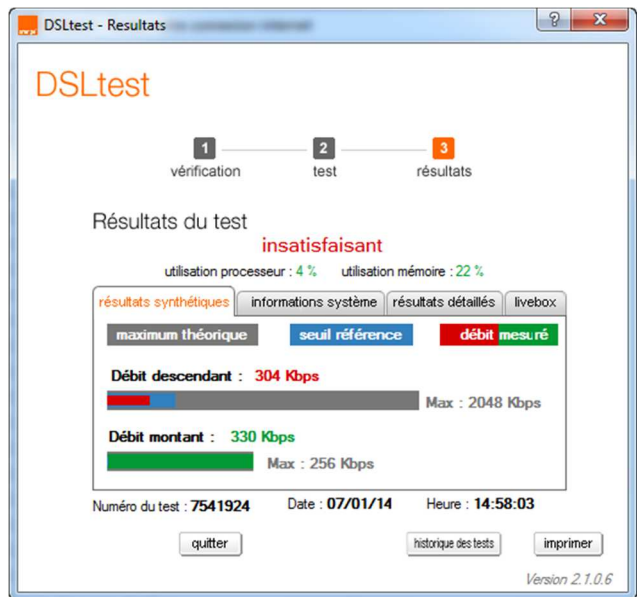 DSLtest - Resultats
DSLtest
1 2 3
vérification test résultats
Résultats du test
insatisfaisant
utilisation processeur : 4 % utilisation mémoire : 22 %
résultats synthétiques informations système résultats détaillés livebox
maximum théorique seuil référence débit mesuré
Débit descendant : 304 Kbps
Max : 2048 Kbps
Débit montant : 330 Kbps
Max : 256 Kbps
Numéro du test : 7541924 Date : 07/01/14 Heure : 14:58:03
quitter historique des tests imprimer
Version 2.1.0.6